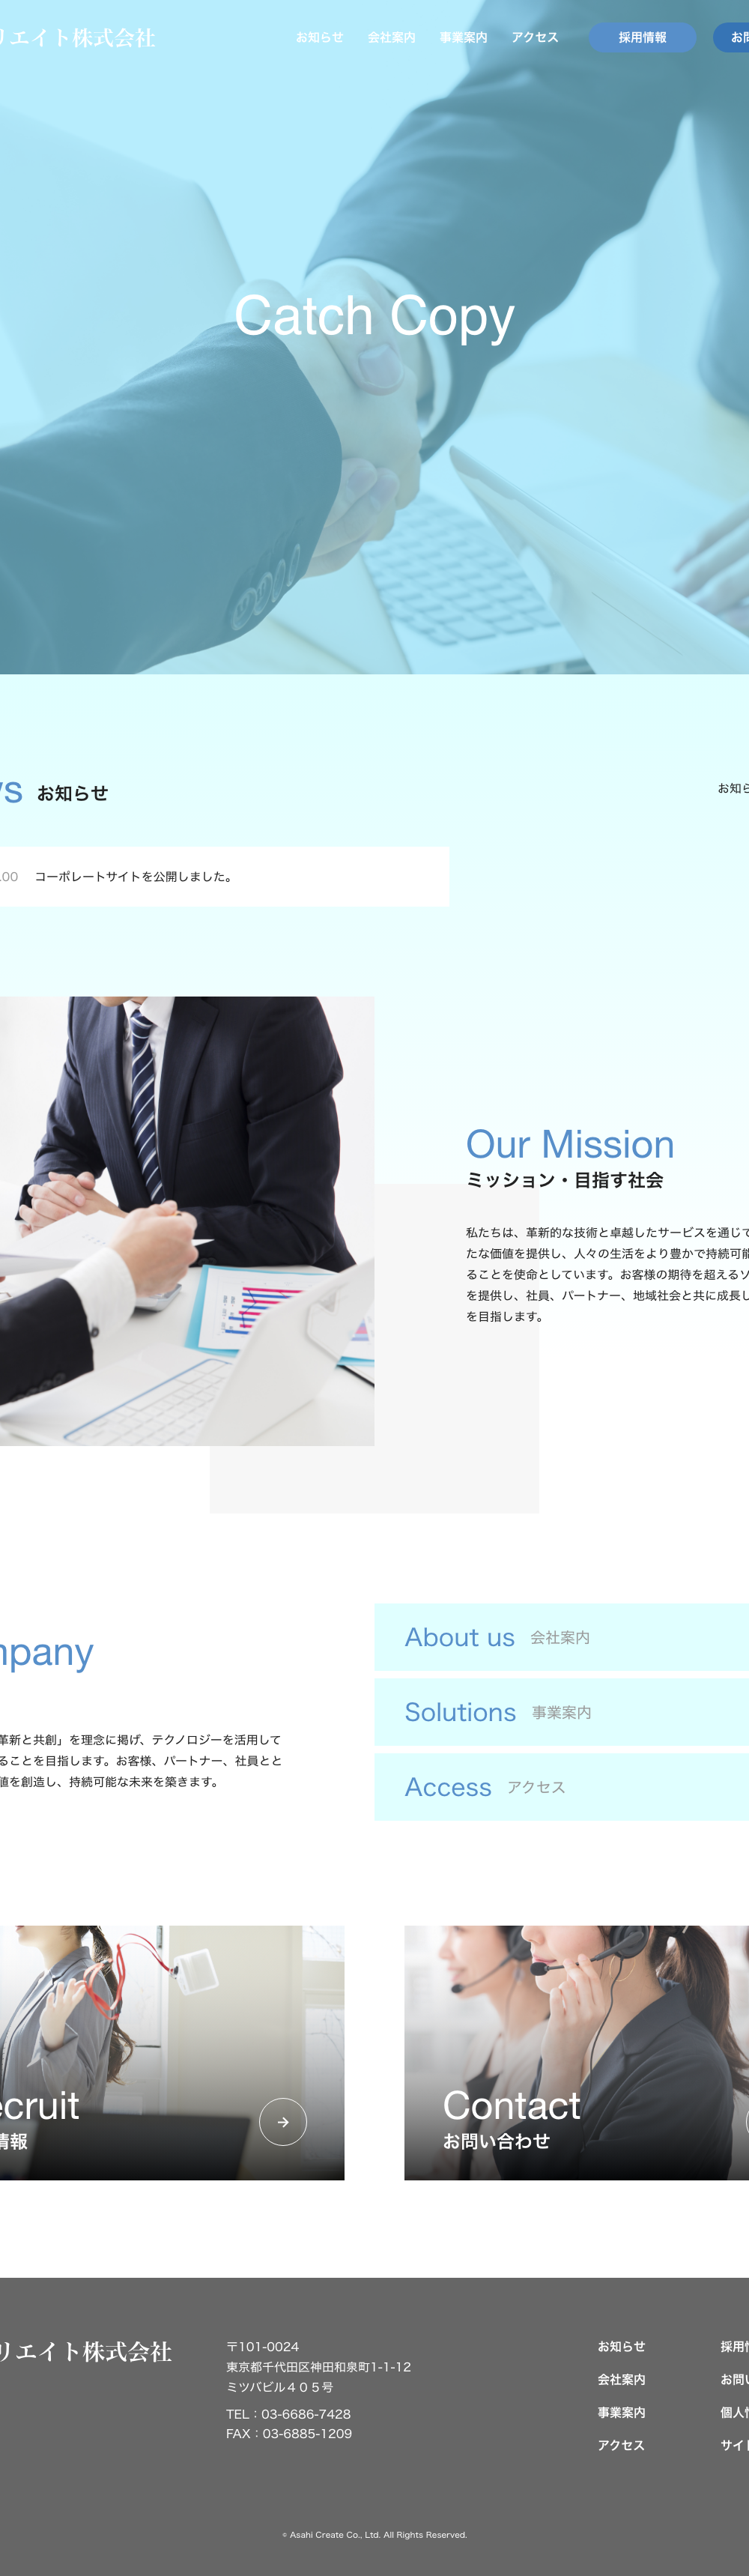 リエイト株式会社
お知らせ 会社案内 事業案内 アクセス 採用情報
Catch Copy
お知らせ
.00 コーポレートサイトを公開しました。
Our Mission
ミッション・目指す社会
私たちは、革新的な技術と卓越したサービスを通じて
たな価値を提供し、人々の生活をより豊かで持続可能
ることを使命としています。お客様の期待を超えるソ
を提供し、社員、パートナー、地域社会と共に成長し
を目指します。
mpany
革新と共創」を理念に掲げ、テクノロジーを活用して
ることを目指します。お客様、パートナー、社員とと
値を創造し、持続可能な未来を築きます。
About us 会社案内
Solutions 事業案内
Access アクセス
ecruit
情報
Contact
お問い合わせ
リエイト株式会社
〒101-0024
東京都千代田区神田和泉町1-1-12
ミツバビル４０５号
TEL：03-6686-7428
FAX：03-6885-1209
お知らせ
会社案内
事業案内
アクセス
採用情
お問い
個人情
サイト
© Asahi Create Co., Ltd. All Rights Reserved.